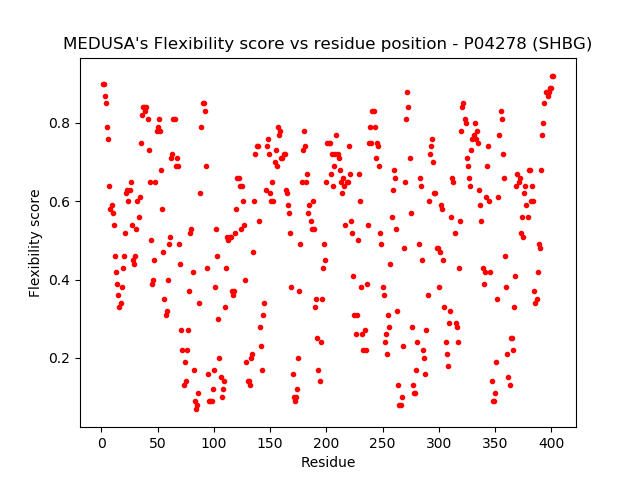 MEDUSA's Flexibility score vs residue position - P04278 (SHBG)
0.8
0.6
0.4
0.2
Flexibility score
0 50 100 150 200 250 300 350 400
Residue